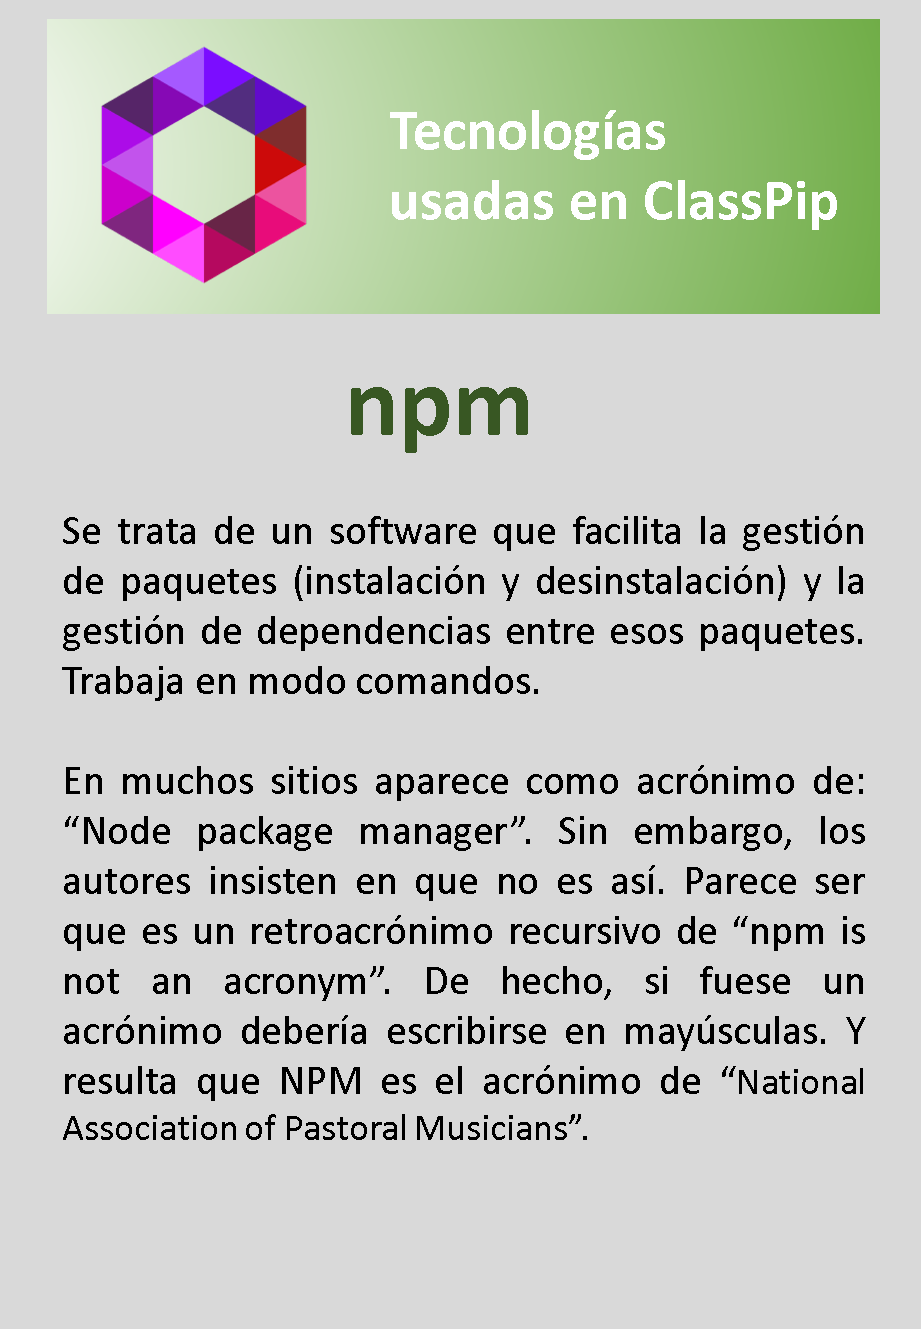 Tecnologías
usadas en ClassPip
npm
Se trata de un software que facilita la gestión
de paquetes (instalación y desinstalación) y la
gestión de dependencias entre esos paquetes.
Trabaja en modo comandos.
En muchos sitios aparece como acrónimo de:
“Node package manager”. Sin embargo, los
autores insisten en que no es así. Parece ser
que es un retroacrónimo recursivo de “npm is
not an acronym”. De hecho, si fuese un
acrónimo debería escribirse en mayúsculas. Y
resulta que NPM es el acrónimo de “National
Association of Pastoral Musicians”.